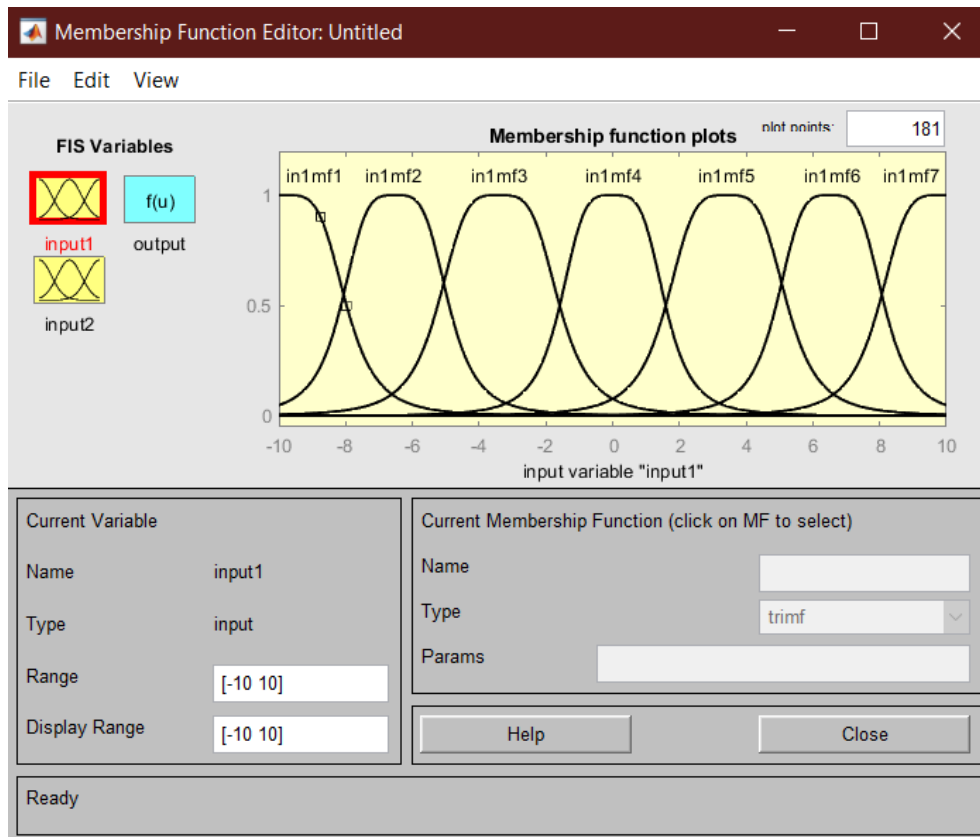 Membership Function Editor: Untitled
File Edit View
FIS Variables
f(u)
input1 output
input2
Membership function plots plot points: 181
in1mf1 in1mf2 in1mf3 in1mf4 in1mf5 in1mf6 in1mf7
1
0.5
0
-10 -8 -6 -4 -2 0 2 4 6 8 10
input variable "input1"
Current Variable
Name input1
Type input
Range [-10 10]
Display Range [-10 10]
Current Membership Function (click on MF to select)
Name
Type trimf
Params
Help Close
Ready